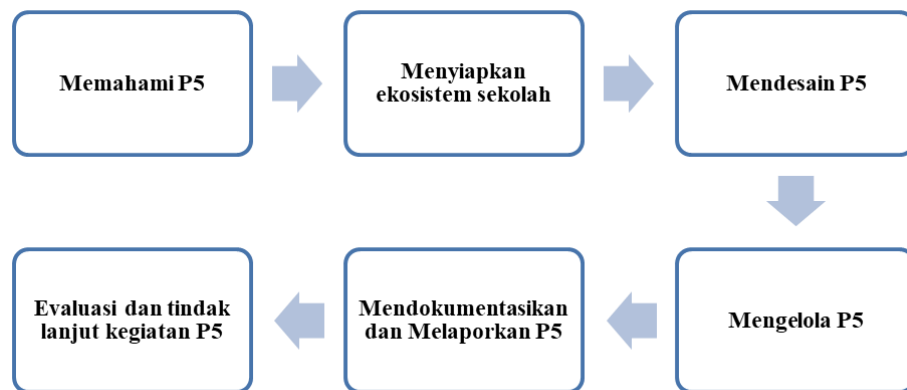 Memahami P5
Menyiapkan
ekosistem sekolah
Mendesain P5
Mengelola P5
Mendokumentasikan
dan Melaporkan P5
Evaluasi dan tindak
lanjut kegiatan P5